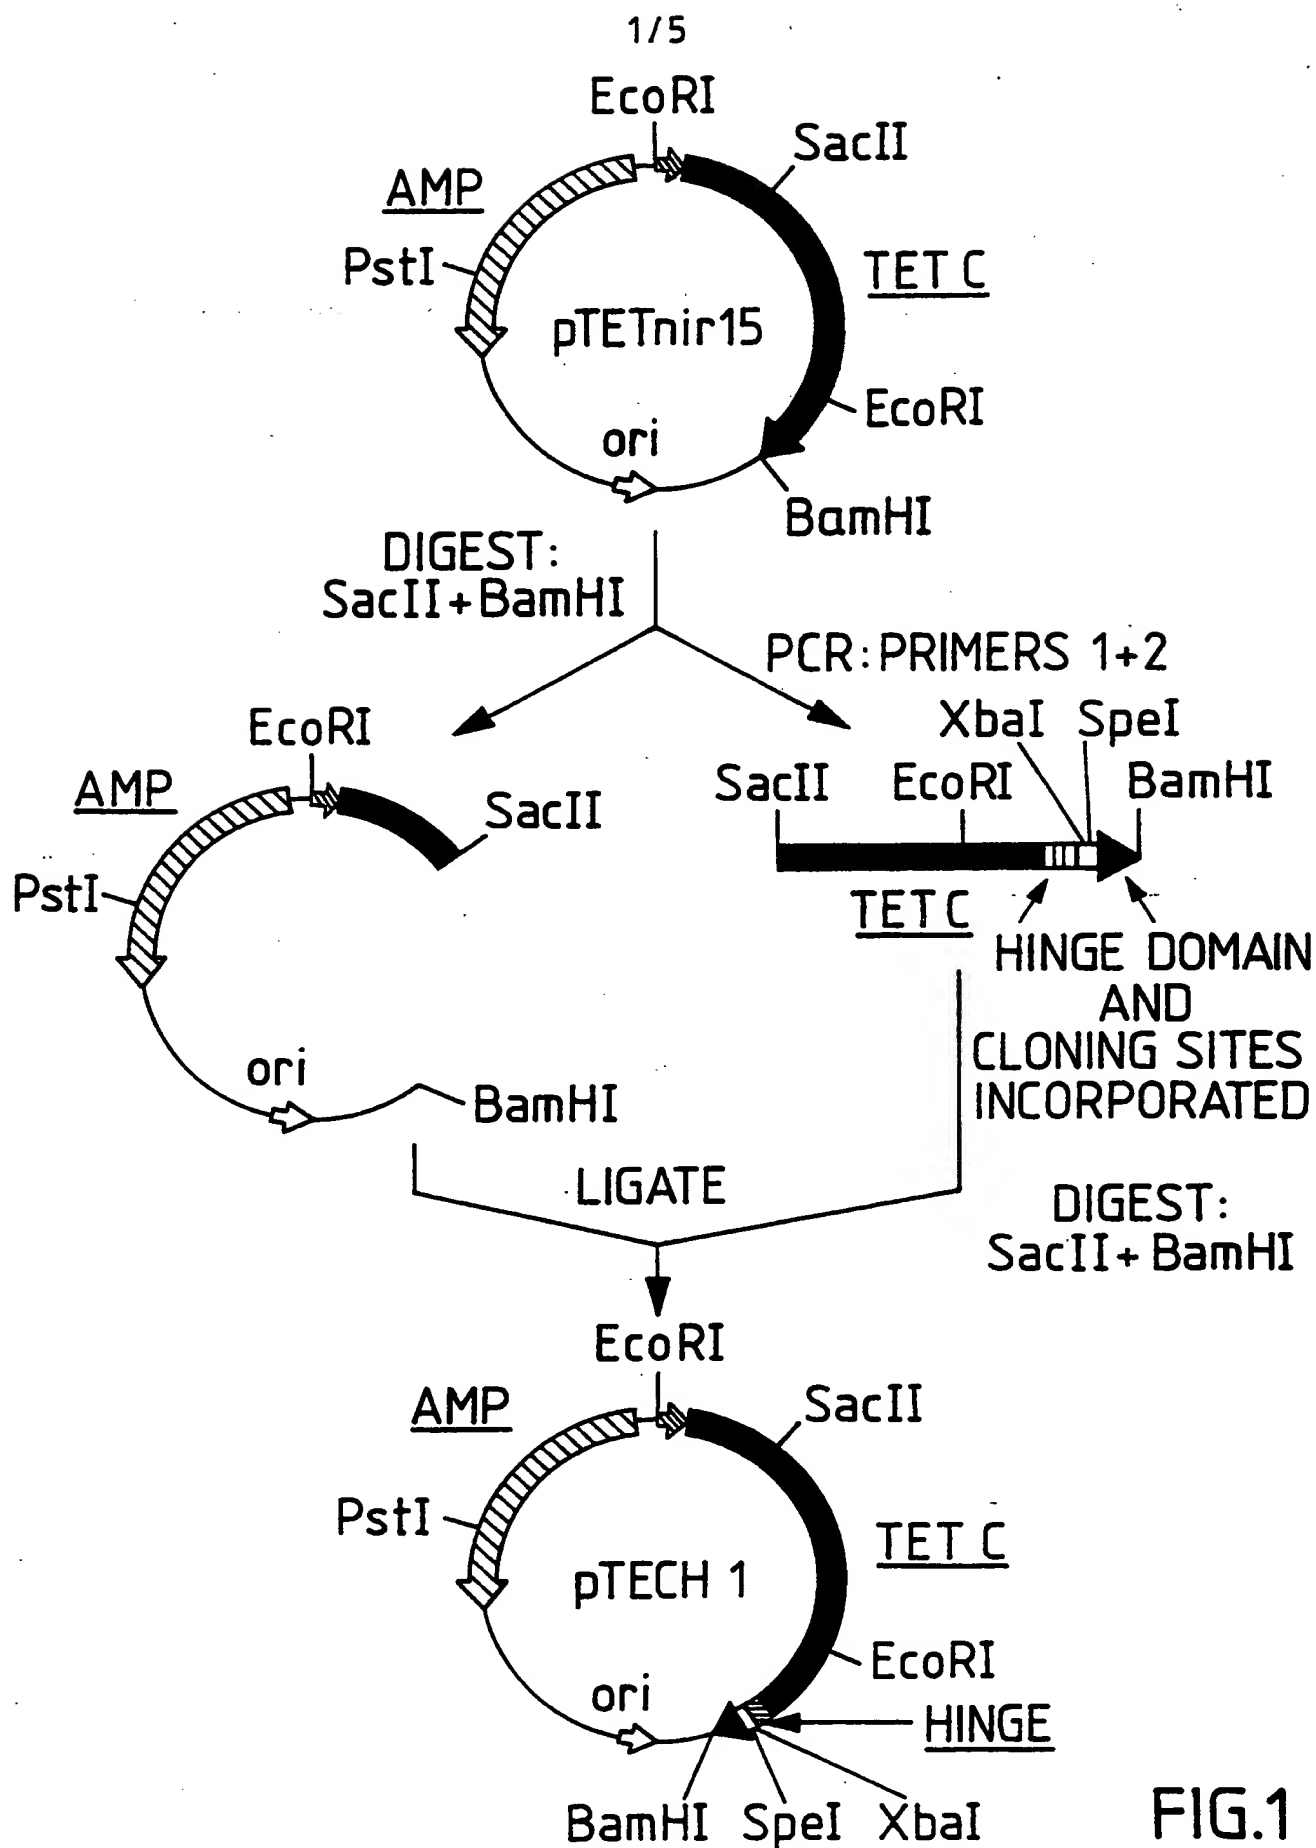 1/5
EcoRI
SacII
AMP
PstI
TET C
pTETnir15
EcoRI
ori
BamHI
DIGEST:
SacII+BamHI
PCR: PRIMERS 1+2
XbaI SpeI
EcoRI
AMP
SacII
SacII EcoRI BamHI
PstI
TET C
HINGE DOMAIN
AND
CLONING SITES
INCORPORATED
ori
BamHI
LIGATE
DIGEST:
SacII+ BamHI
EcoRI
AMP
SacII
PstI
TET C
pTECH 1
EcoRI
ori
HINGE
BamHI SpeI XbaI
FIG.1